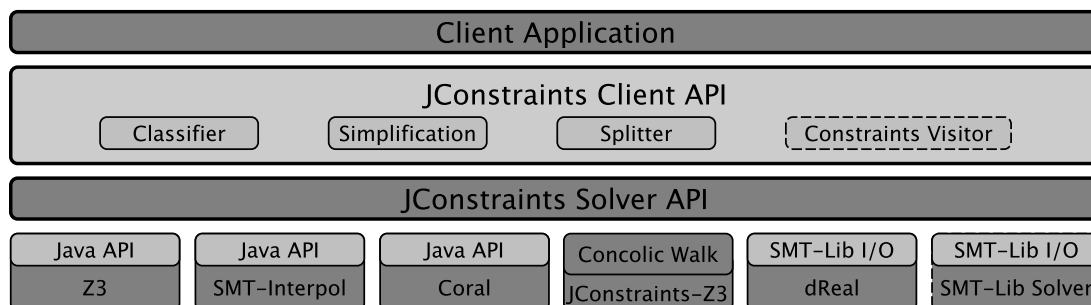 Client Application
JConstraints Client API
Classifier
Simplification
Splitter
Constraints Visitor
JConstraints Solver API
Java API
Java API
Java API
Concolic Walk
SMT-Lib I/O
SMT-Lib I/O
Z3
SMT-Interpol
Coral
JConstraints-Z3
dReal
SMT-Lib Solver